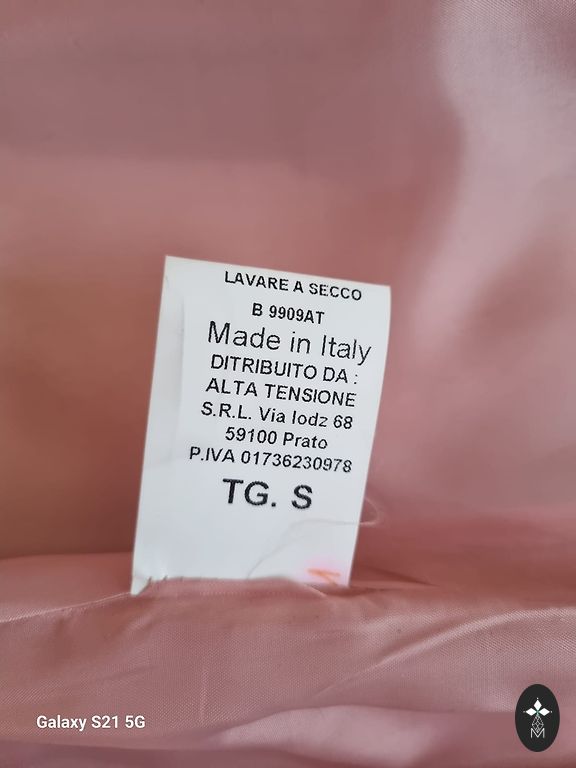 LAVARE A SECCO
B 9909AT
Made in Italy
DITRIBUITO DA :
ALTA TENSIONE
S.R.L. Via lodz 68
59100 Prato
P.IVA 01736230978
TG. S
Galaxy S21 5G
M